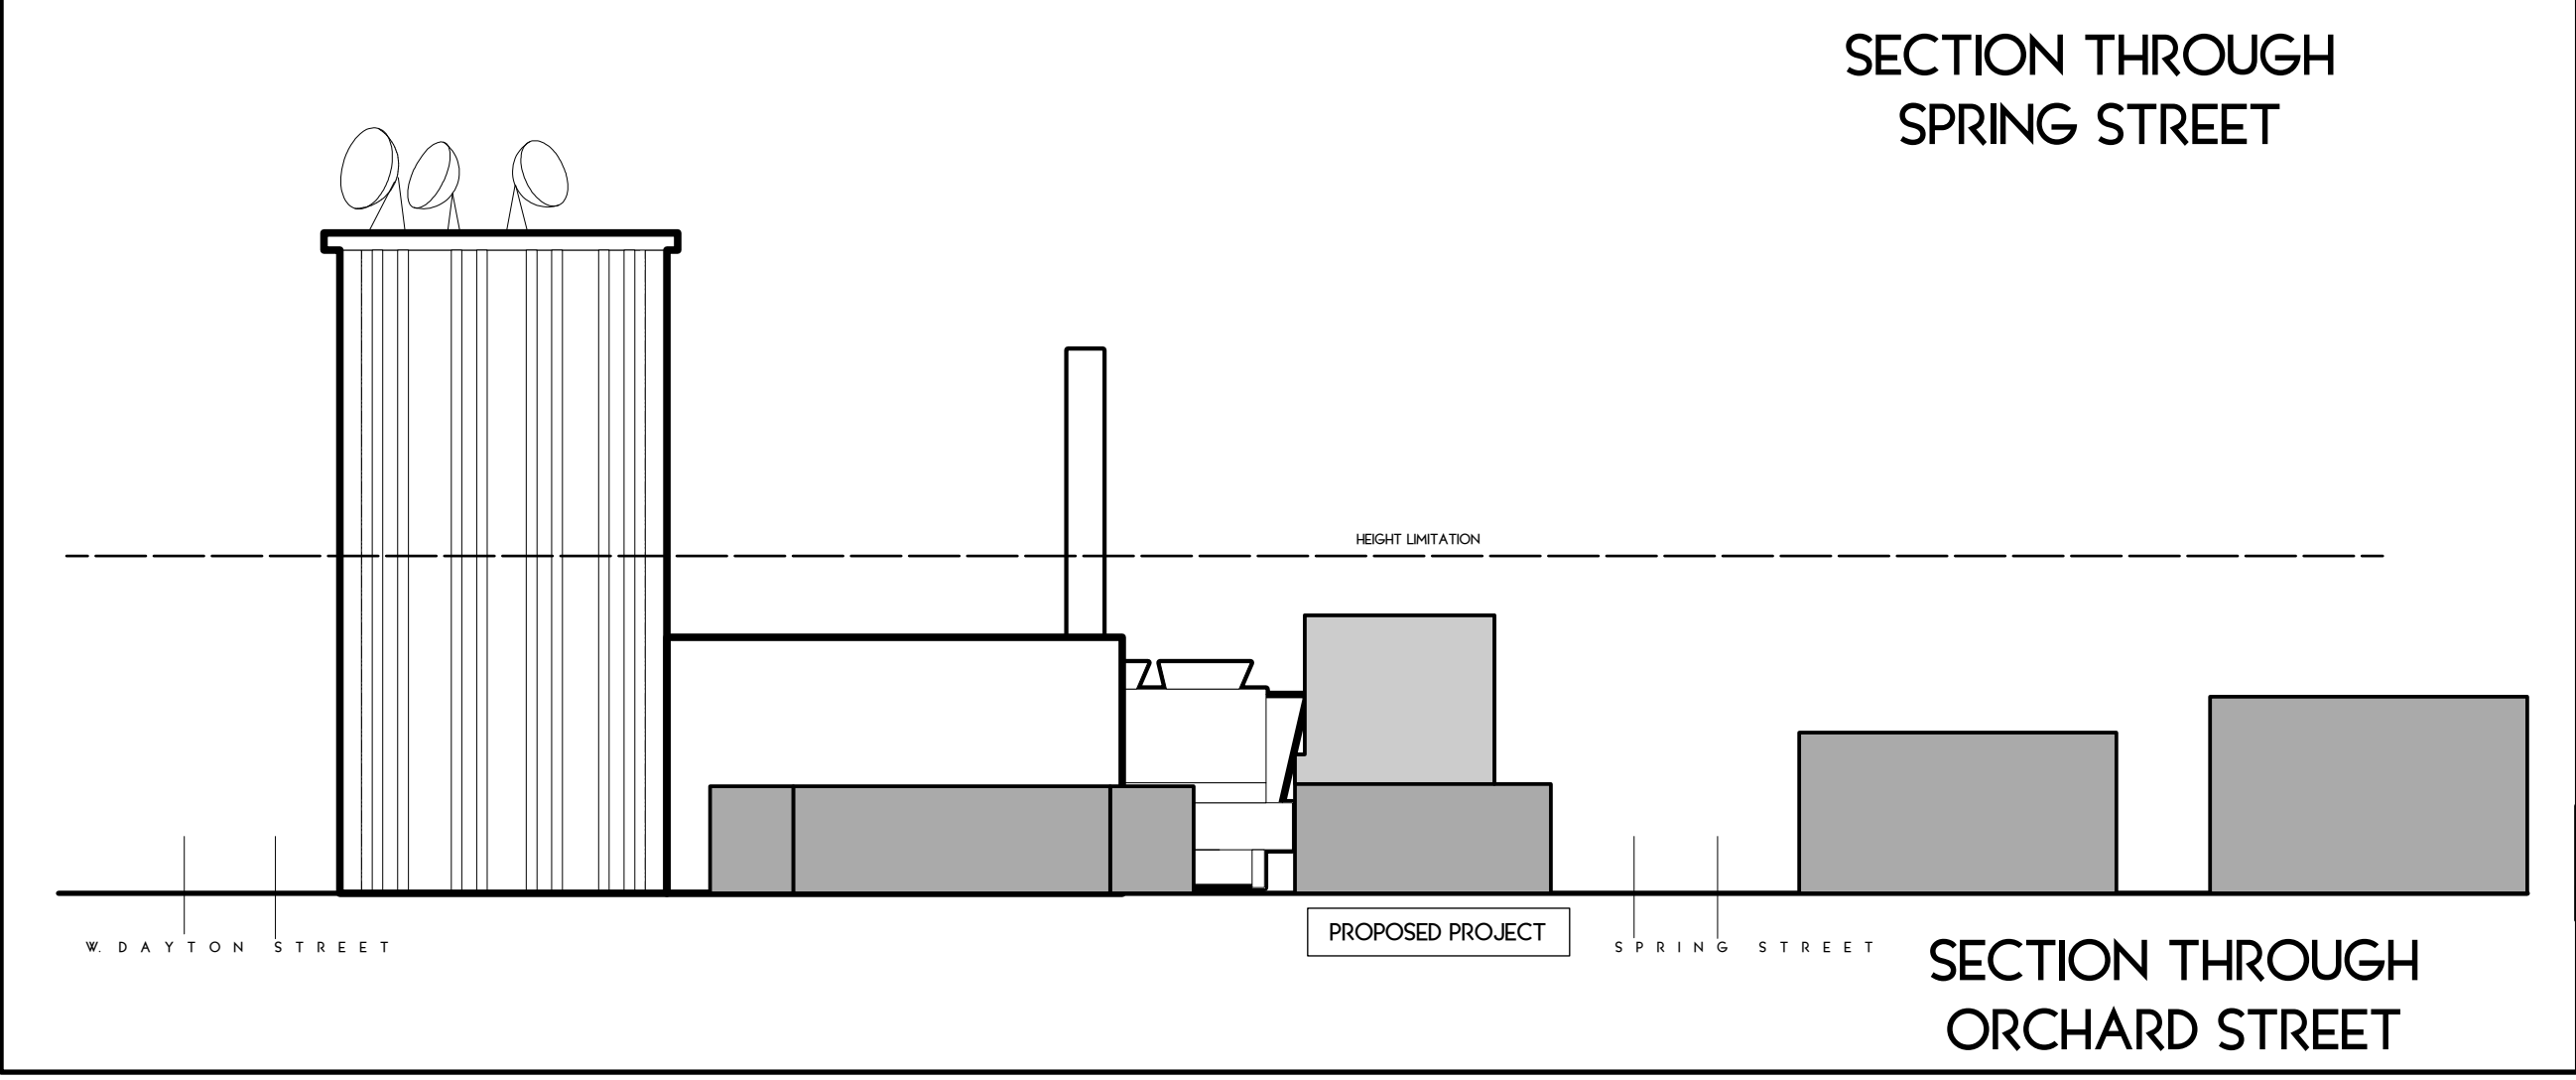 SECTION THROUGH
SPRING STREET
HEIGHT LIMITATION
PROPOSED PROJECT
W. DAYTON STREET
SPRING STREET
SECTION THROUGH
ORCHARD STREET